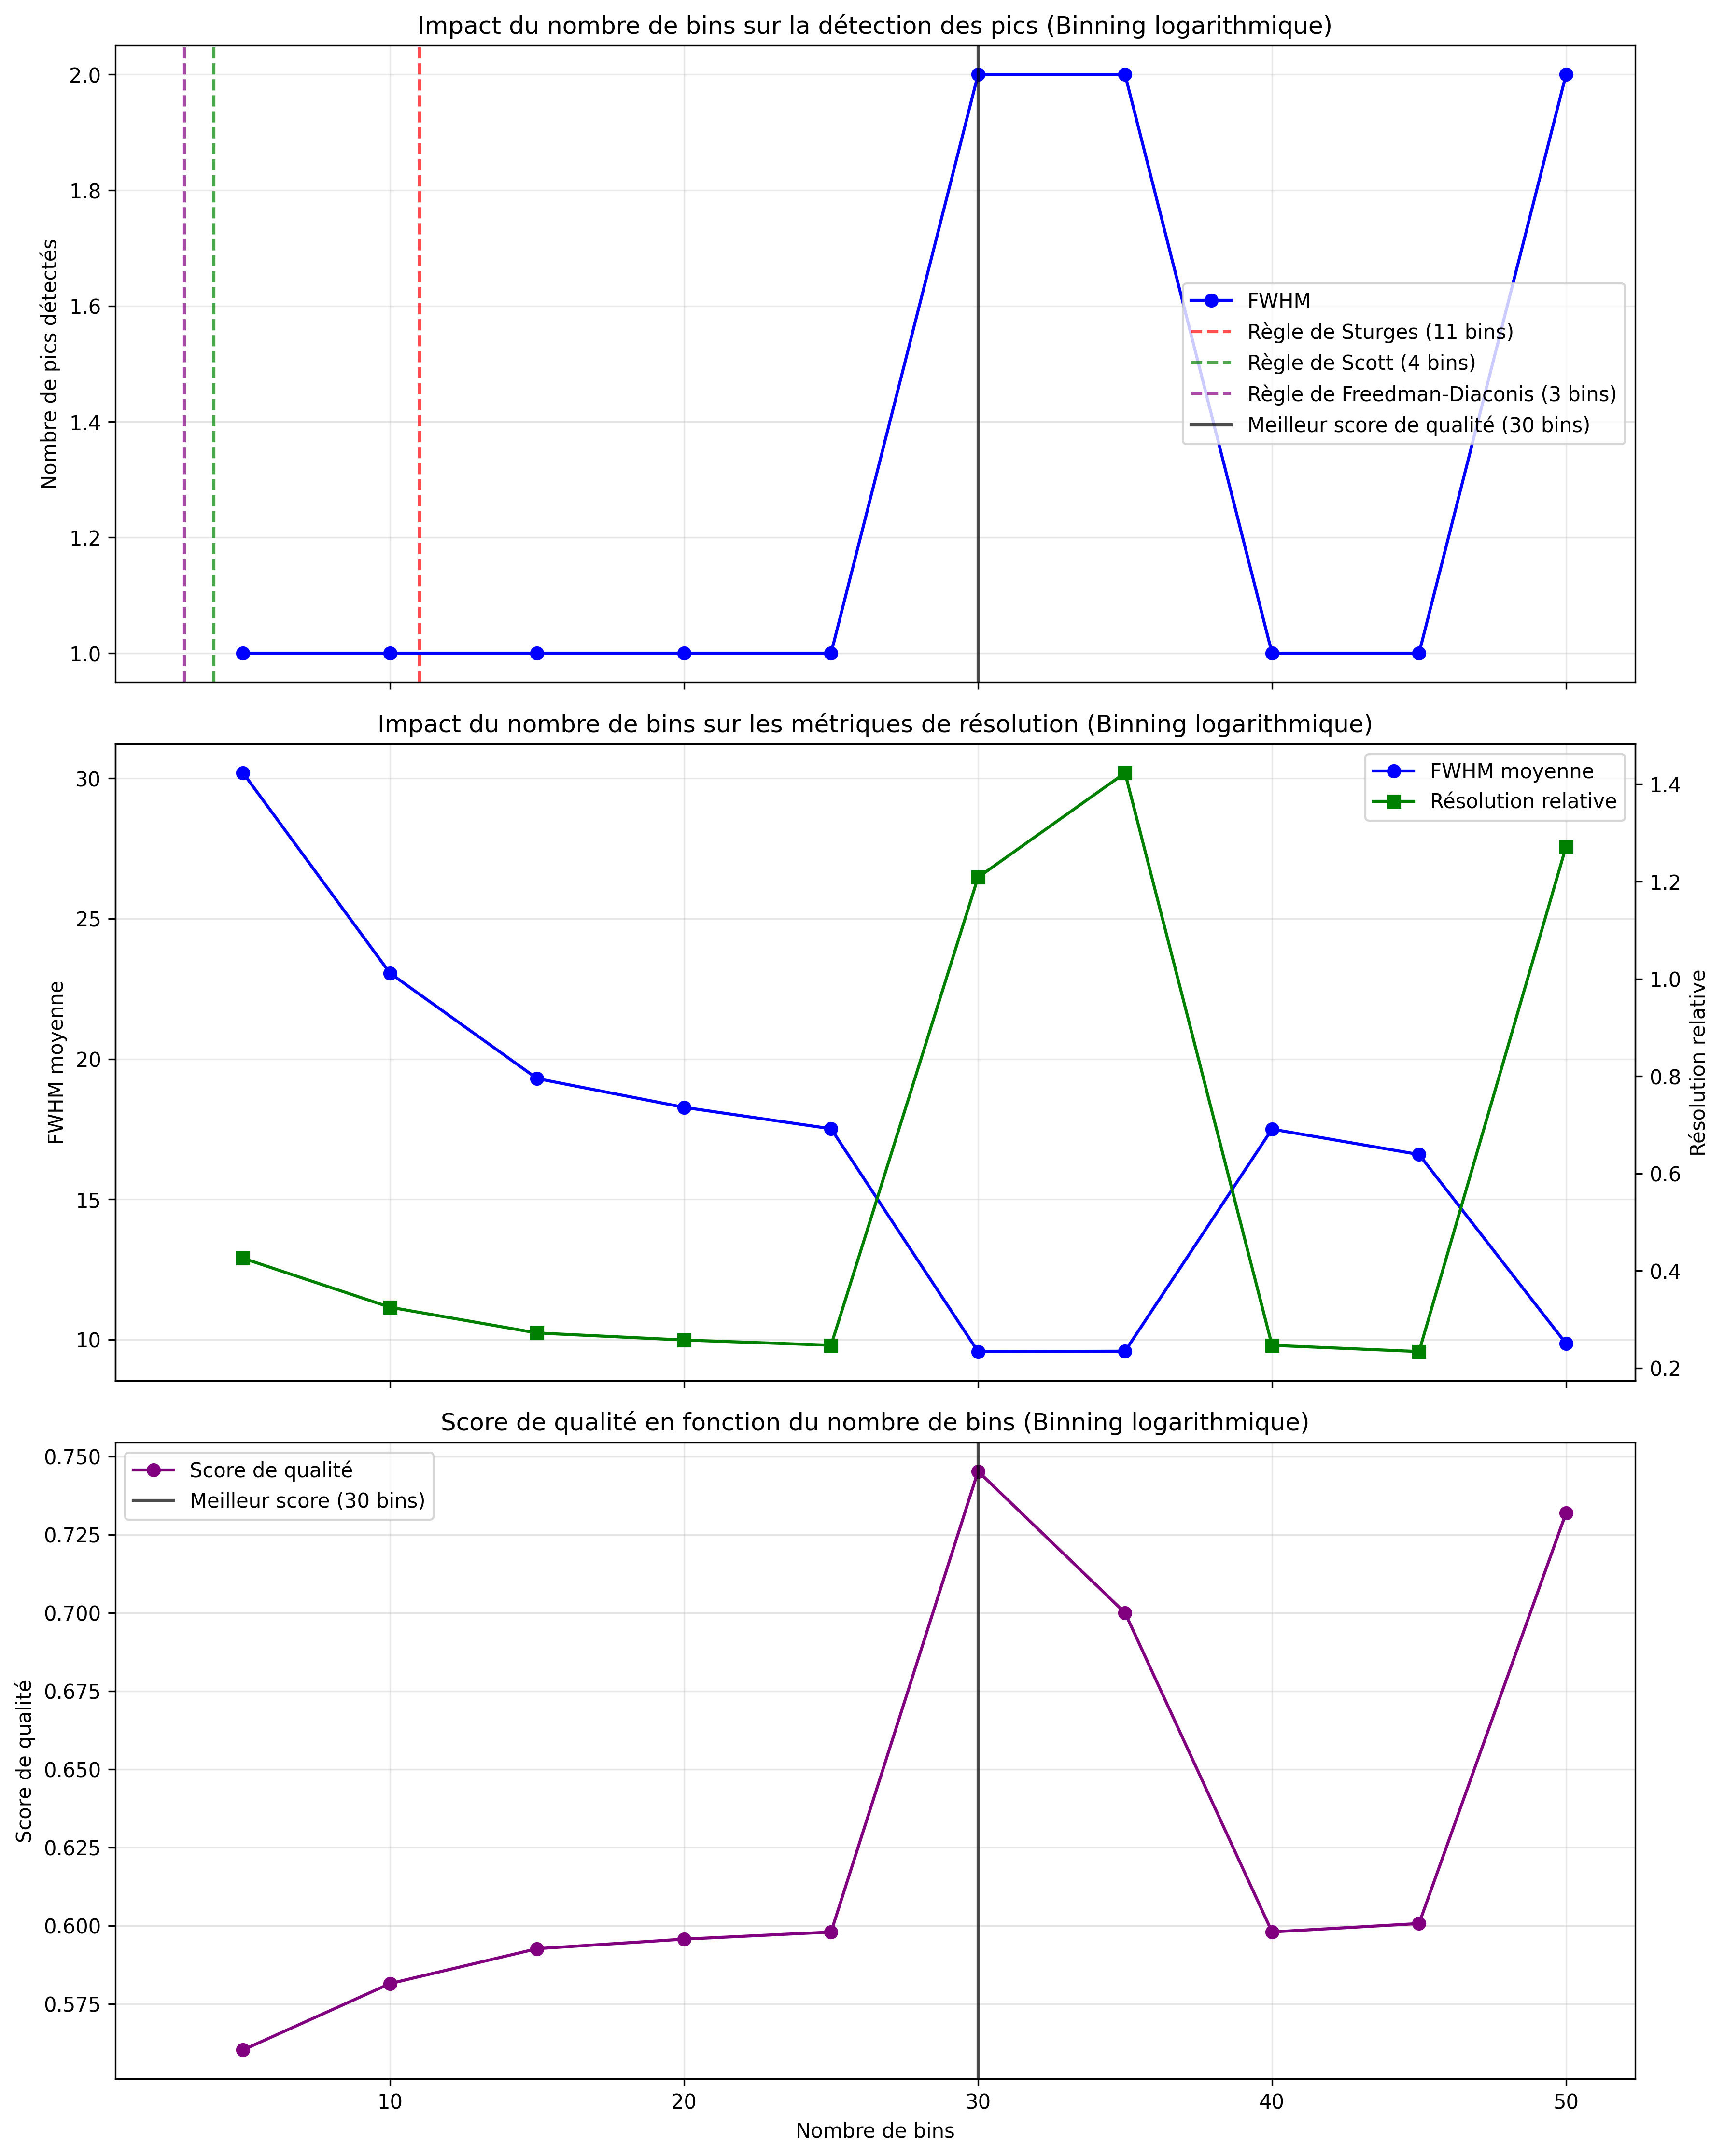 Impact du nombre de bins sur la détection des pics (Binning logarithmique)
2.0
1.8
1.6
1.4
1.2
1.0
Nombre de pics détectés
FWHM
Règle de Sturges (11 bins)
Règle de Scott (4 bins)
Règle de Freedman-Diaconis (3 bins)
Meilleur score de qualité (30 bins)
Impact du nombre de bins sur les métriques de résolution (Binning logarithmique)
30
25
20
15
10
FWHM moyenne
FWHM moyenne
Résolution relative
1.4
1.2
1.0
0.8
0.6
0.4
0.2
Résolution relative
Score de qualité en fonction du nombre de bins (Binning logarithmique)
0.750
0.725
0.700
0.675
0.650
0.625
0.600
0.575
Score de qualité
Score de qualité
Meilleur score (30 bins)
10 20 30 40 50
Nombre de bins